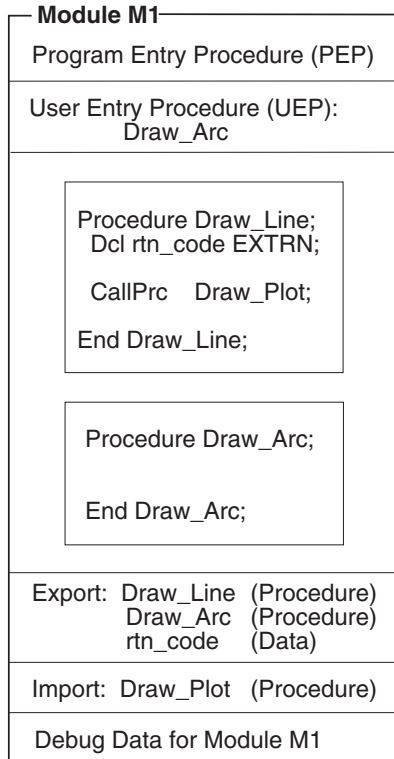 Module M1
Program Entry Procedure (PEP)
User Entry Procedure (UEP):
Draw_Arc
Procedure Draw_Line;
Dcl rtn_code EXTRN;
CallPrc Draw_Plot;
End Draw_Line;
Procedure Draw_Arc;
End Draw_Arc;
Export: Draw_Line (Procedure)
Draw_Arc (Procedure)
rtn_code (Data)
Import: Draw_Plot (Procedure)
Debug Data for Module M1